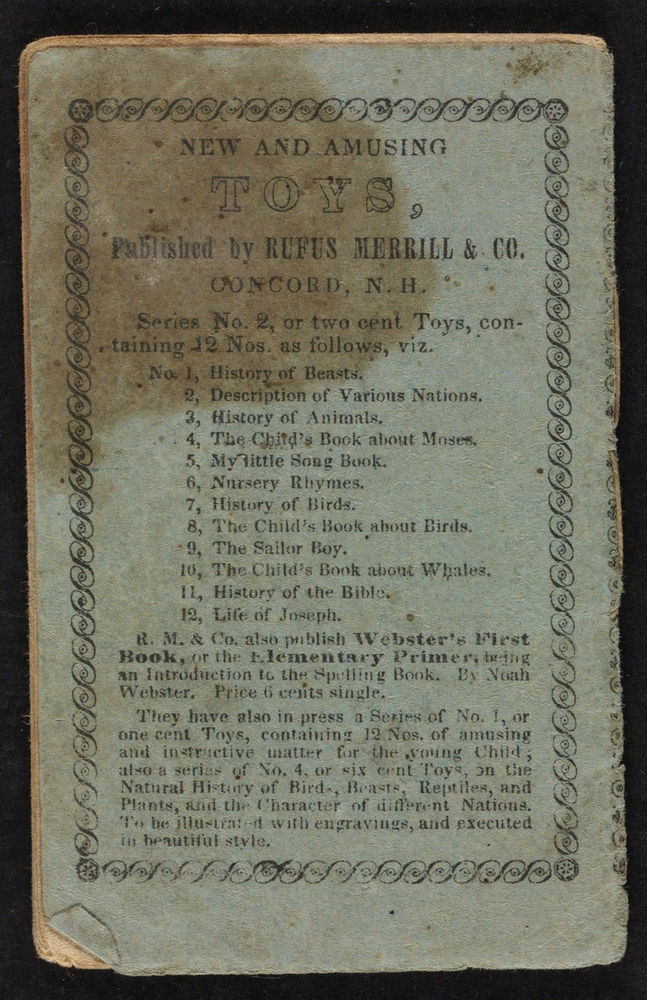 NEW AND AMUSING
TOYS,
Published by RUFUS MERRILL & CO.
CONCORD, N. H.
Series No. 2, or two cent Toys, con-
taining 12 Nos. as follows, viz.
No. 1, History of Beasts.
2, Description of Various Nations.
3, History of Animals.
4, The Child's Book about Moses.
5, My little Song Book.
6, Nursery Rhymes.
7, History of Birds.
8, The Child's Book about Birds.
9, The Sailor Boy.
10, The Child's Book about Whales.
11, History of the Bible.
12, Life of Joseph.
R. M. & Co. also publish Webster's First
Book, or the Elementary Primer, being
an Introduction to the Spelling Book. By Noah
Webster. Price 6 cents single.
They have also in press a Series of No. 1, or
one cent Toys, containing 12 Nos. of amusing
and instructive matter for the young Child;
also a series of No. 4, or six cent Toys, on the
Natural History of Birds, Beasts, Reptiles, and
Plants, and the Character of different Nations.
To be illustrated with engravings, and executed
in beautiful style.